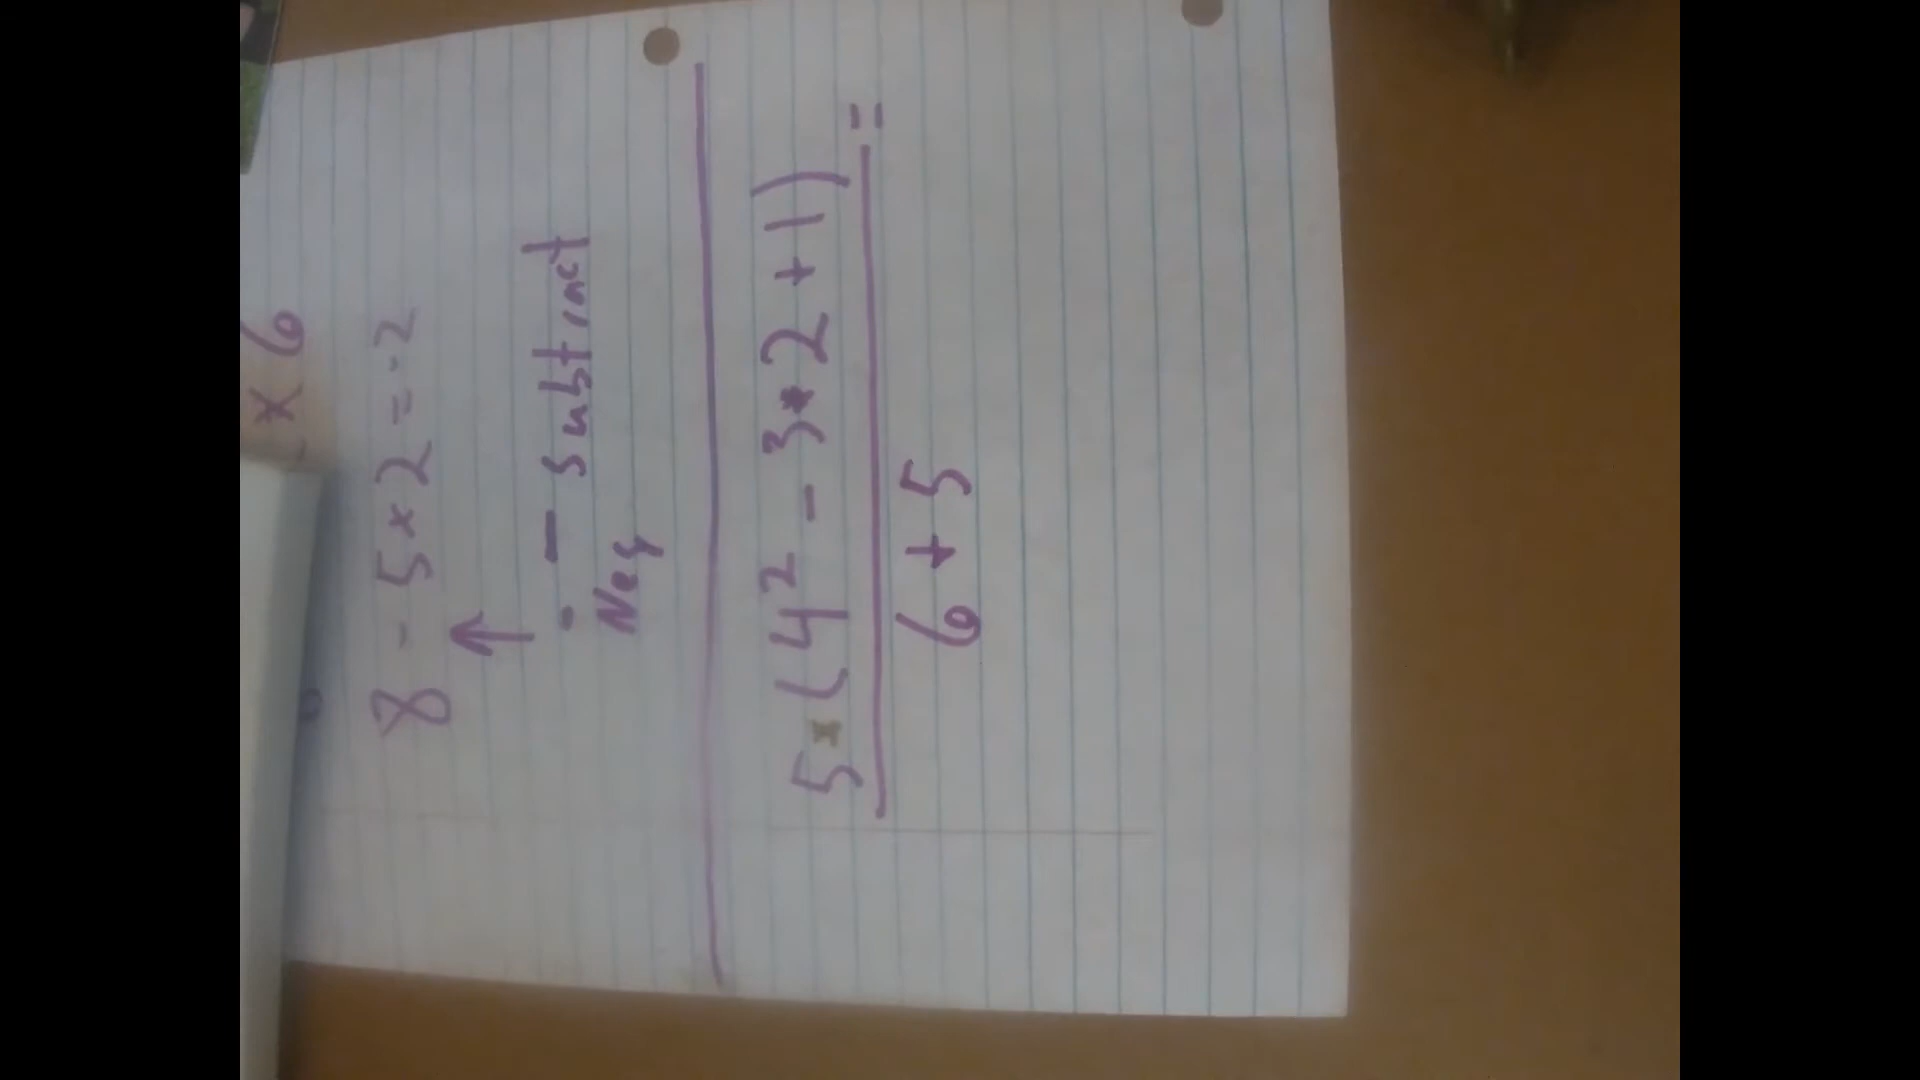 × 6
8 - 5 × 2 = -2
- — subtract
Neg
5 × (4² - 3 * 2 + 1) =
6 + 5